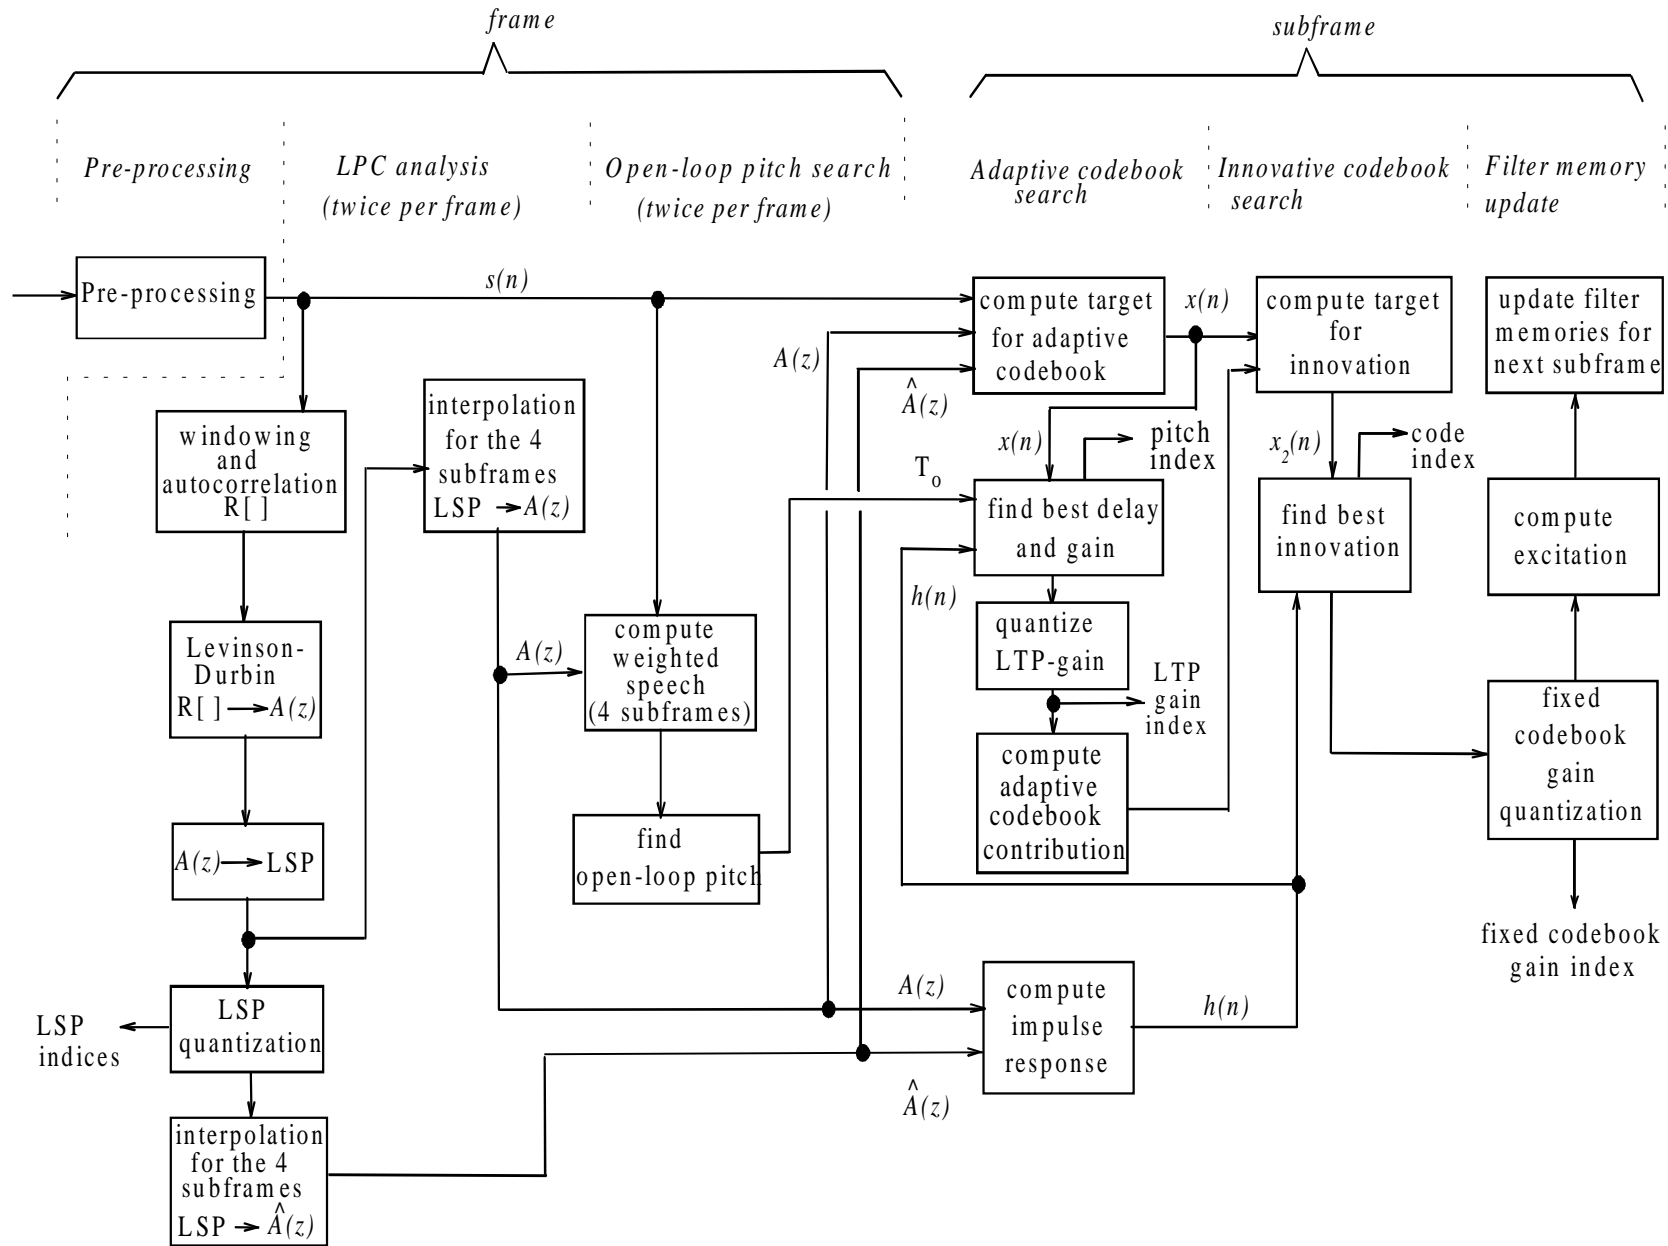 frame
subframe
Pre-processing
LPC analysis
(twice per frame)
Open-loop pitch search
(twice per frame)
Adaptive codebook
search
Innovative codebook
search
Filter memory
update
Pre-processing
s(n)
windowing
and
autocorrelation
R[ ]
Levinson-
Durbin
R[ ] → A(z)
A(z) → LSP
LSP
quantization
LSP
indices
interpolation
for the 4
subframes
LSP → Â(z)
interpolation
for the 4
subframes
LSP → A(z)
A(z)
compute
weighted
speech
(4 subframes)
find
open-loop pitch
A(z)
Â(z)
compute target
for adaptive
codebook
x(n)
x(n)
pitch
index
T₀
find best delay
and gain
h(n)
quantize
LTP-gain
LTP
gain
index
compute
adaptive
codebook
contribution
A(z)
Â(z)
compute
impulse
response
h(n)
compute target
for
innovation
x₂(n)
code
index
find best
innovation
update filter
memories for
next subframe
compute
excitation
fixed
codebook
gain
quantization
fixed codebook
gain index